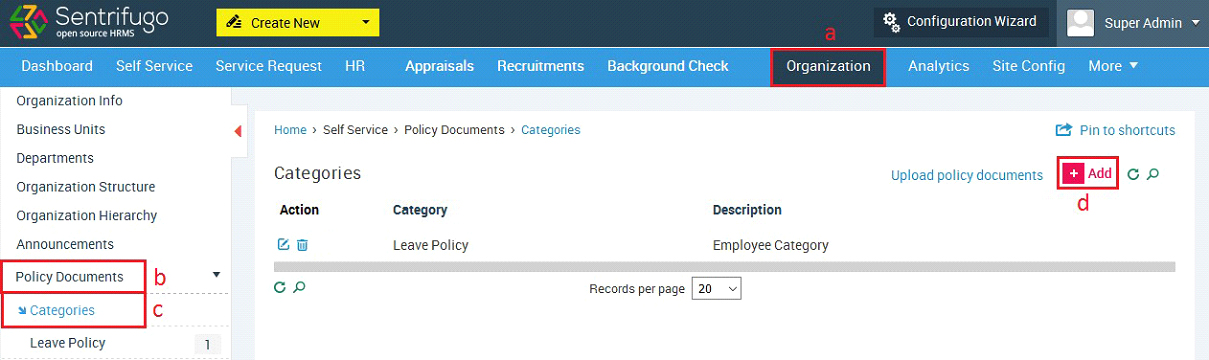 Sentrifugo
open source HRMS
Create New
Configuration Wizard
Super Admin
a
Dashboard Self Service Service Request HR Appraisals Recruitments Background Check Organization Analytics Site Config More
Organization Info
Business Units
Departments
Organization Structure
Organization Hierarchy
Announcements
Policy Documents b
Categories c
Leave Policy 1
Home › Self Service › Policy Documents › Categories
Pin to shortcuts
Categories
Upload policy documents + Add
d
Action Category Description
Leave Policy Employee Category
Records per page 20